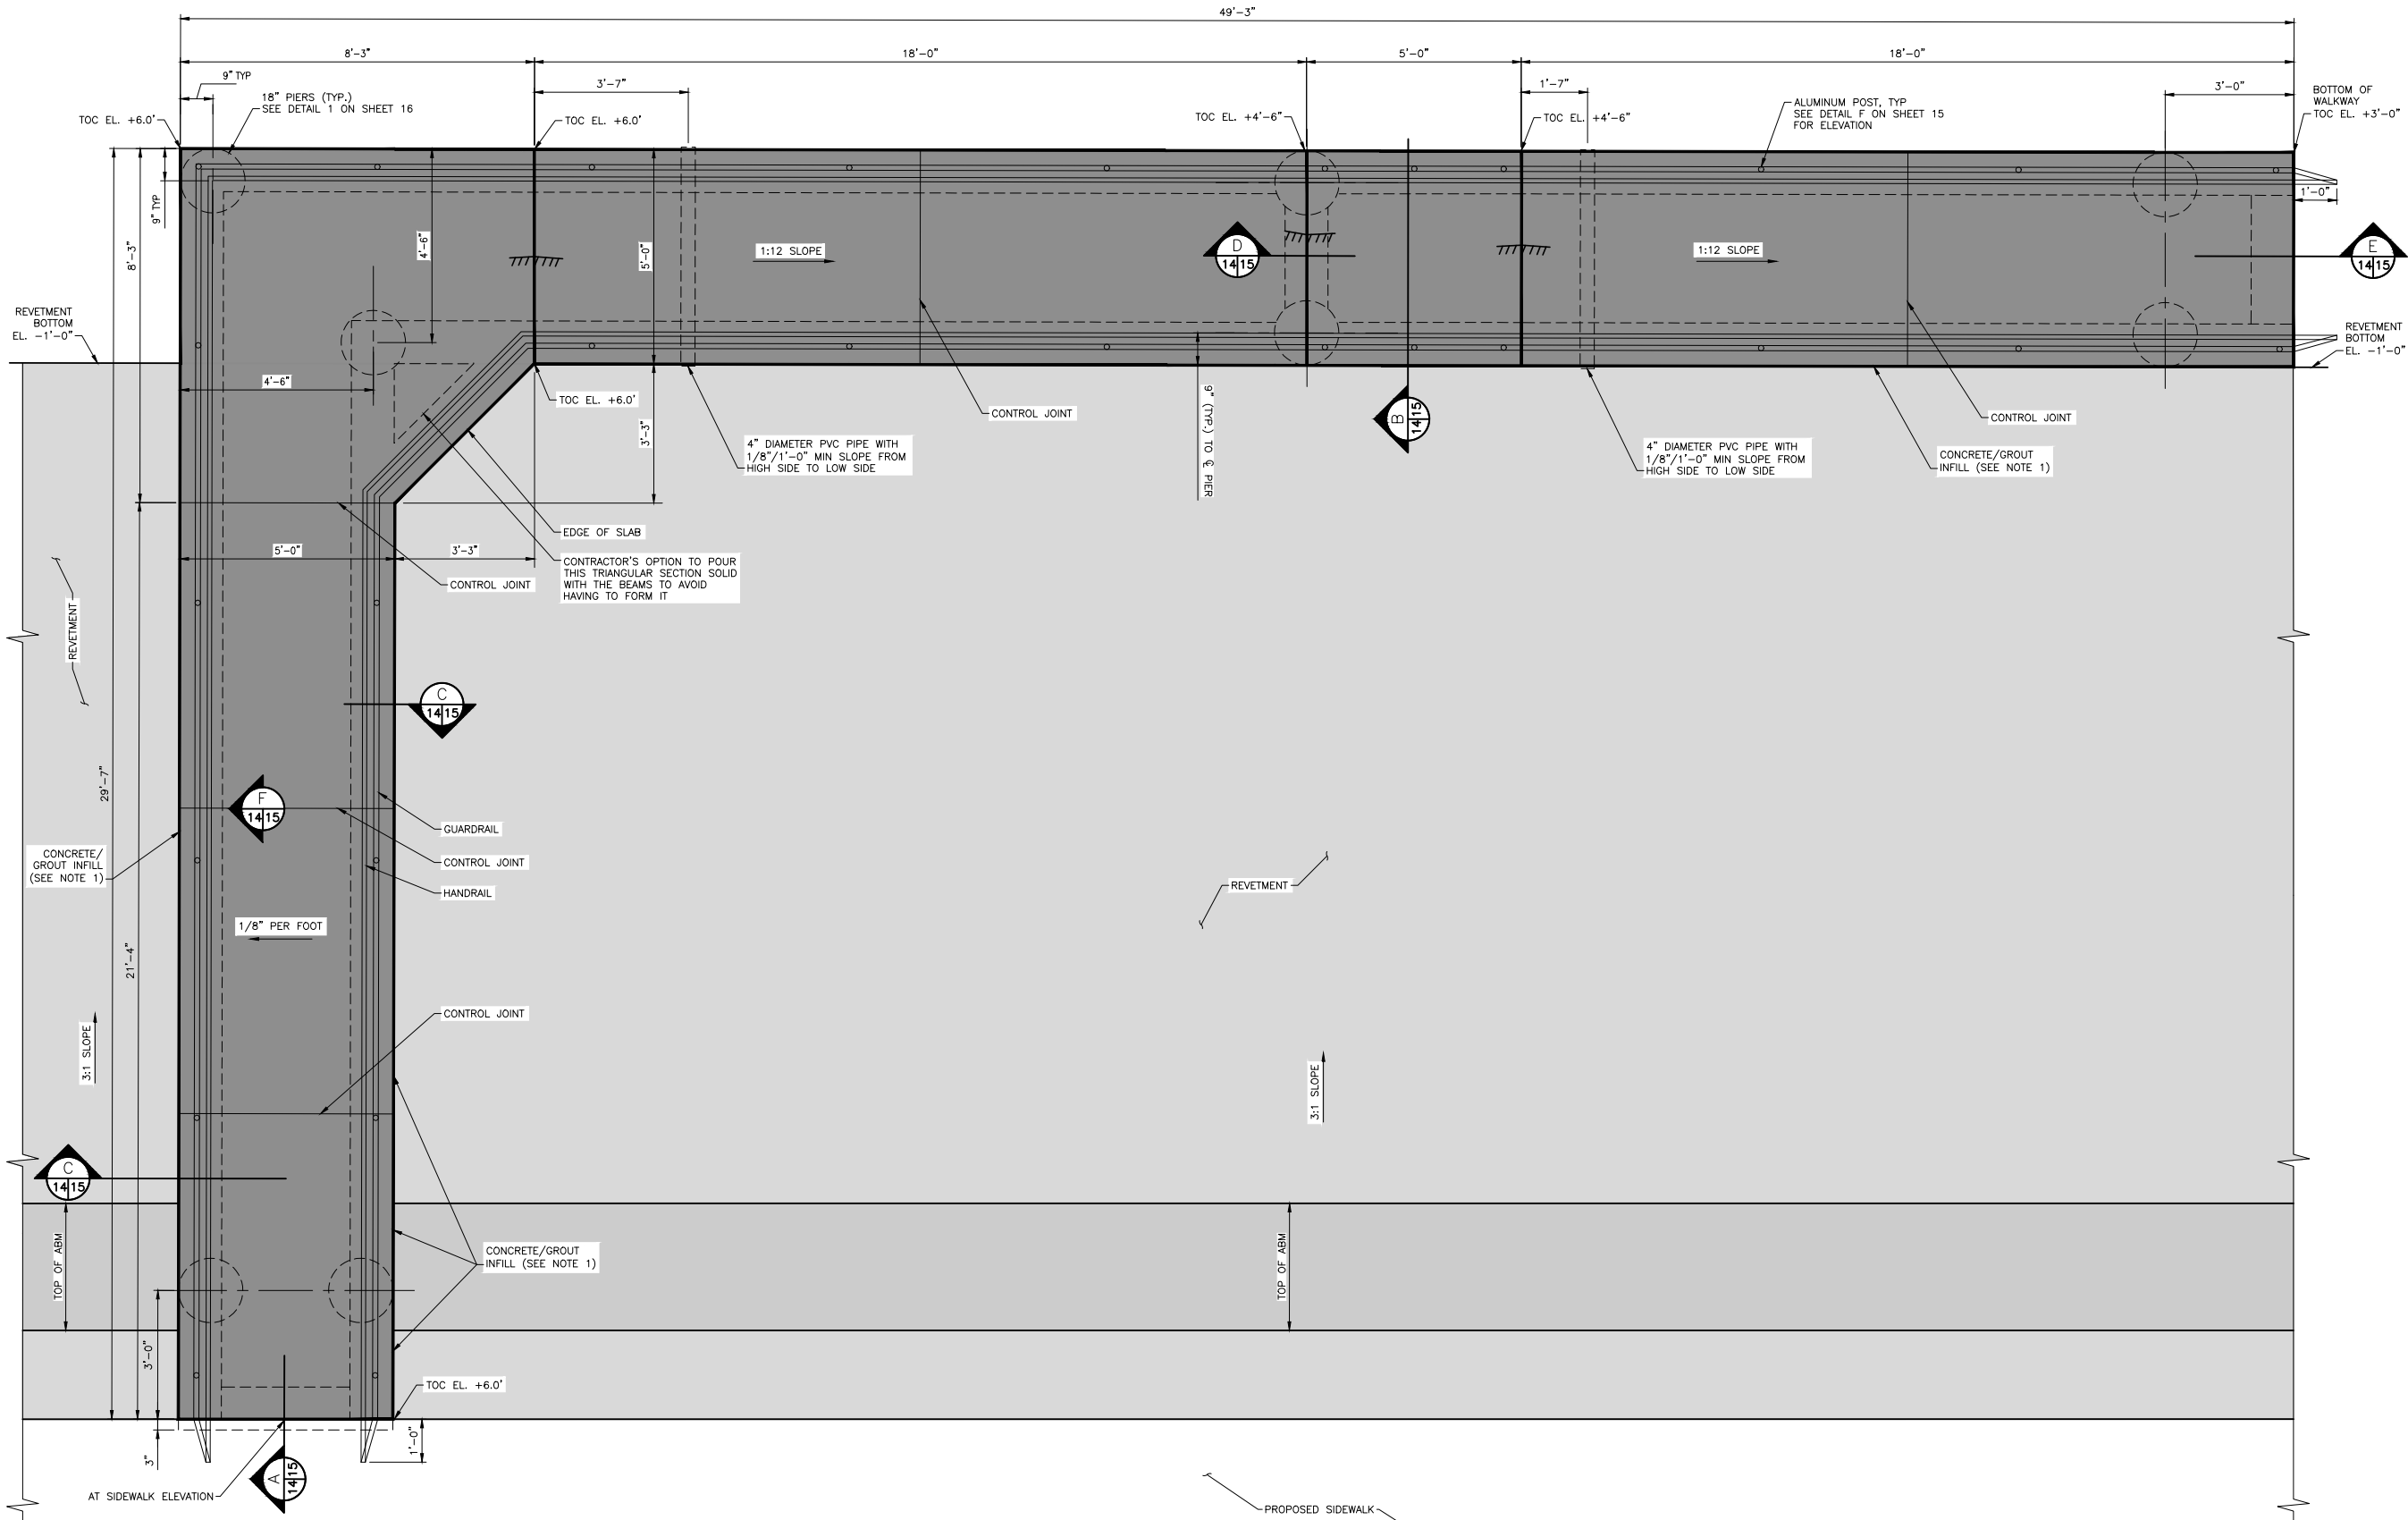 49'-3"
8'-3"
18'-0"
5'-0"
18'-0"
9" TYP
3'-7"
1'-7"
3'-0"
18" PIERS (TYP.)
SEE DETAIL 1 ON SHEET 16
ALUMINUM POST, TYP
SEE DETAIL F ON SHEET 15
FOR ELEVATION
BOTTOM OF
WALKWAY
TOC EL. +3'-0"
TOC EL. +6.0'
TOC EL. +6.0'
TOC EL. +4'-6"
TOC EL. +4'-6"
9" TYP
8'-3"
4'-6"
5'-0"
1:12 SLOPE
D
14 15
1:12 SLOPE
1'-0"
E
14 15
REVETMENT
BOTTOM
EL. -1'-0"
REVETMENT
BOTTOM
EL. -1'-0"
4'-6"
TOC EL. +6.0'
3'-3"
CONTROL JOINT
9" (TYP.) TO ℄ PIER
B
14 15
CONTROL JOINT
4" DIAMETER PVC PIPE WITH
1/8"/1'-0" MIN SLOPE FROM
HIGH SIDE TO LOW SIDE
4" DIAMETER PVC PIPE WITH
1/8"/1'-0" MIN SLOPE FROM
HIGH SIDE TO LOW SIDE
CONCRETE/GROUT
INFILL (SEE NOTE 1)
EDGE OF SLAB
5'-0"
3'-3"
CONTRACTOR'S OPTION TO POUR
THIS TRIANGULAR SECTION SOLID
WITH THE BEAMS TO AVOID
HAVING TO FORM IT
CONTROL JOINT
REVETMENT
C
14 15
29'-7"
F
14 15
GUARDRAIL
CONTROL JOINT
HANDRAIL
CONCRETE/
GROUT INFILL
(SEE NOTE 1)
REVETMENT
1/8" PER FOOT
21'-4"
CONTROL JOINT
3:1 SLOPE
3:1 SLOPE
C
14 15
TOP OF ABM
CONCRETE/GROUT
INFILL (SEE NOTE 1)
TOP OF ABM
3'-0"
TOC EL. +6.0'
3"
1'-0"
A
14 15
AT SIDEWALK ELEVATION
PROPOSED SIDEWALK